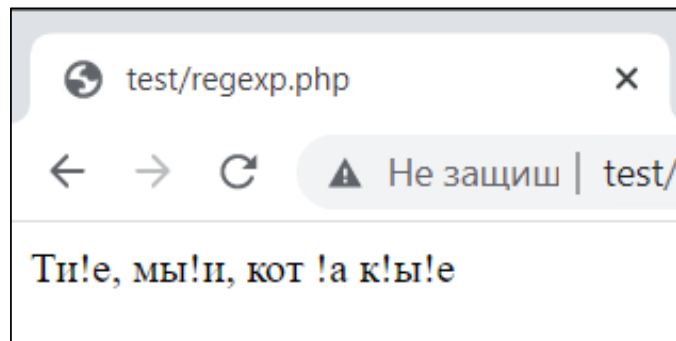 test/regexp.php
Не защищ test/
Ти!е, мы!и, кот !а к!ы!е